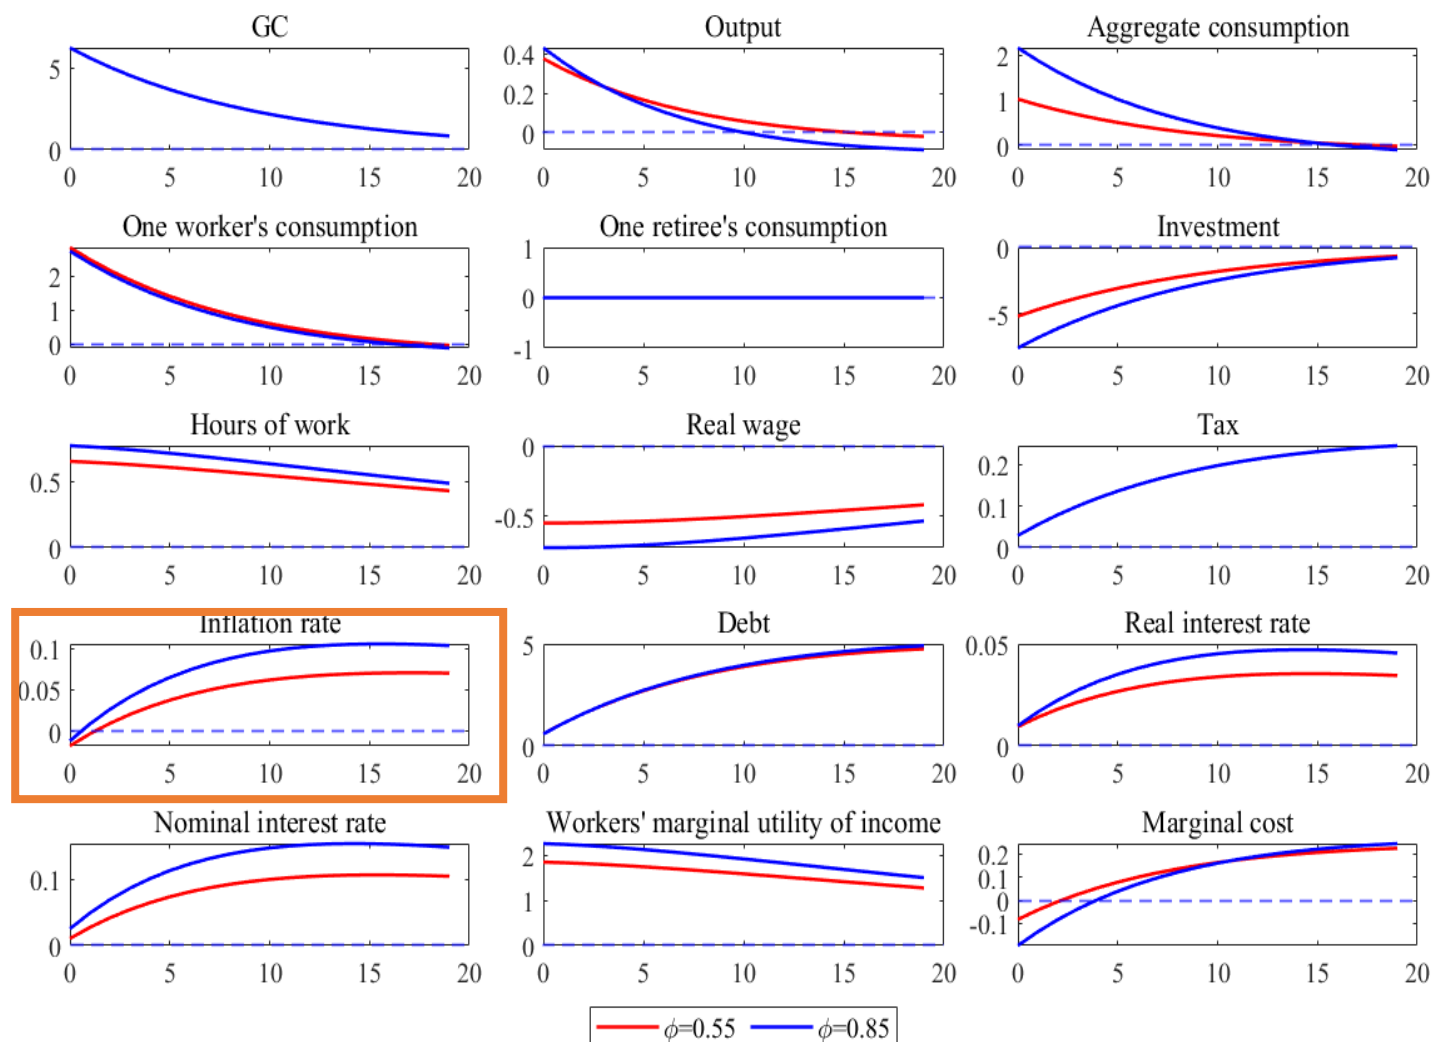 GC
Output
Aggregate consumption
5
0
0 5 10 15 20
0.4
0.2
0
0 5 10 15 20
2
1
0
0 5 10 15 20
One worker's consumption
One retiree's consumption
Investment
2
1
0
0 5 10 15 20
1
0
-1
0 5 10 15 20
0
-5
0 5 10 15 20
Hours of work
Real wage
Tax
0.5
0
0 5 10 15 20
0
-0.5
0 5 10 15 20
0.2
0.1
0
0 5 10 15 20
Inflation rate
Debt
Real interest rate
0.1
0.05
0
0 5 10 15 20
5
0
0 5 10 15 20
0.05
0
0 5 10 15 20
Nominal interest rate
Workers' marginal utility of income
Marginal cost
0.1
0
0 5 10 15 20
2
1
0
0 5 10 15 20
0.2
0.1
0
-0.1
0 5 10 15 20
ϕ=0.55 ϕ=0.85